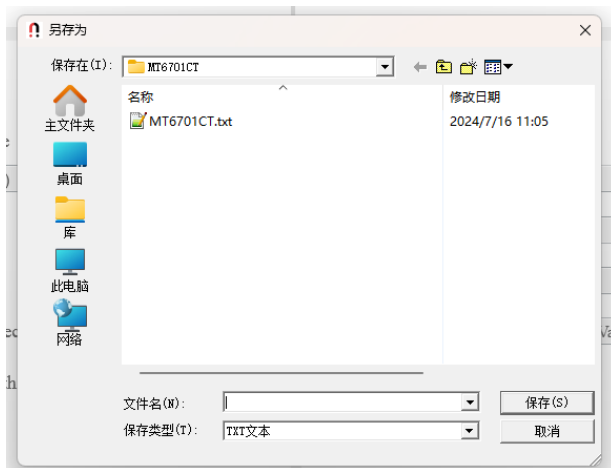 另存为
保存在(I):
MT6701CT
名称
修改日期
MT6701CT.txt
2024/7/16 11:05
主文件夹
桌面
库
此电脑
网络
文件名(N):
保存(S)
保存类型(T):
TXT文本
取消